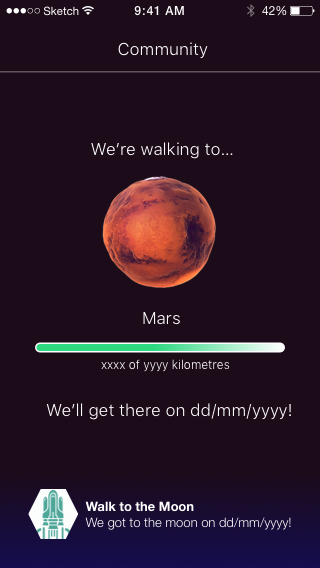 Sketch 9:41 AM 42%
Community
We're walking to...
Mars
xxxx of yyyy kilometres
We'll get there on dd/mm/yyyy!
Walk to the Moon
We got to the moon on dd/mm/yyyy!